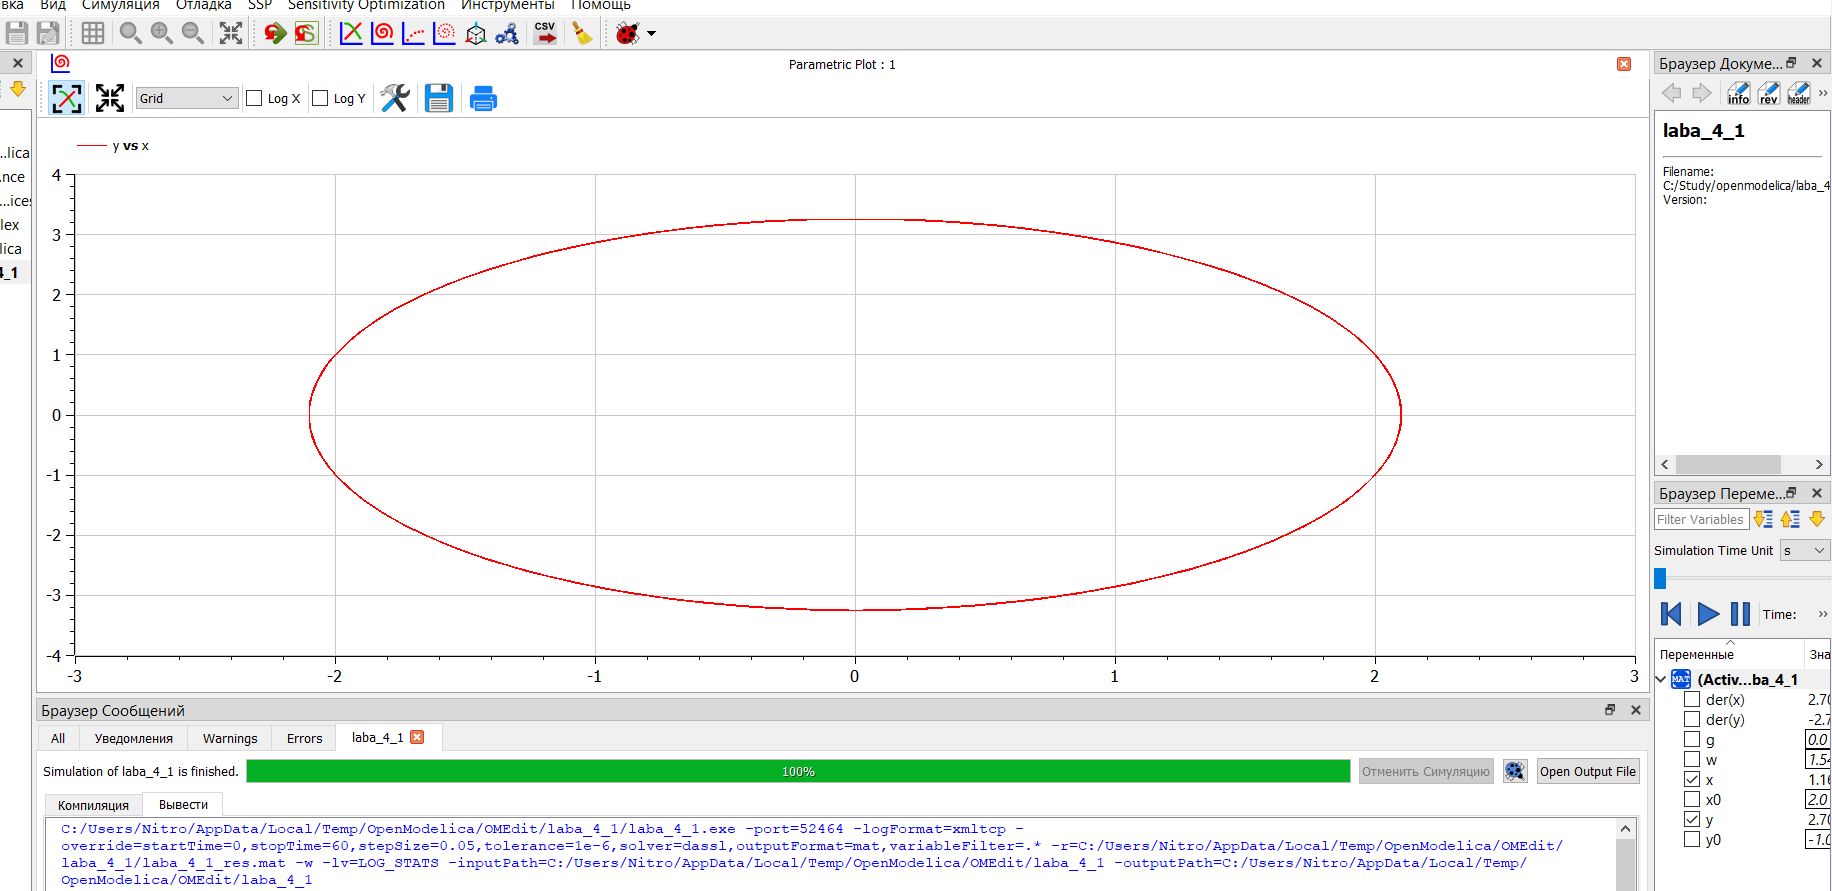 вка Вид Симуляция Отладка SSP Sensitivity Optimization Инструменты Помощь
CSV
Parametric Plot : 1
Grid Log X Log Y
y vs x
4
3
2
1
0
-1
-2
-3
-4
-3 -2 -1 0 1 2 3
...lica
.nce
...ices
lex
lica
4_1
Браузер Докуме...
info rev header »
laba_4_1
Filename:
C:/Study/openmodelica/laba_4
Version:
Браузер Переме...
Filter Variables
Simulation Time Unit s
Time: »
Переменные Зна
MAT (Activ...ba_4_1
der(x) 2.70
der(y) -2.7
g 0.0
w 1.54
x 1.16
x0 2.0
y 2.70
y0 -1.0
Браузер Сообщений
All Уведомления Warnings Errors laba_4_1
Simulation of laba_4_1 is finished. 100% Отменить Симуляцию Open Output File
Компиляция Вывести
C:/Users/Nitro/AppData/Local/Temp/OpenModelica/OMEdit/laba_4_1/laba_4_1.exe -port=52464 -logFormat=xmltcp -
override=startTime=0,stopTime=60,stepSize=0.05,tolerance=1e-6,solver=dassl,outputFormat=mat,variableFilter=.* -r=C:/Users/Nitro/AppData/Local/Temp/OpenModelica/OMEdit/
laba_4_1/laba_4_1_res.mat -w -lv=LOG_STATS -inputPath=C:/Users/Nitro/AppData/Local/Temp/OpenModelica/OMEdit/laba_4_1 -outputPath=C:/Users/Nitro/AppData/Local/Temp/
OpenModelica/OMEdit/laba_4_1